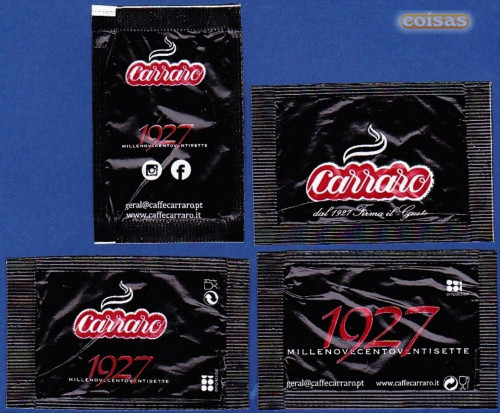 coisas
Carraro
1927
MILLENOVECENTOVENTISETTE
geral@caffecarraro.pt
www.caffecarraro.it
Carraro
dal 1927 Firma il Gusto
Carraro
1927
MILLENOVECENTOVENTISETTE
1927
MILLENOVECENTOVENTISETTE
geral@caffecarraro.pt www.caffecarraro.it